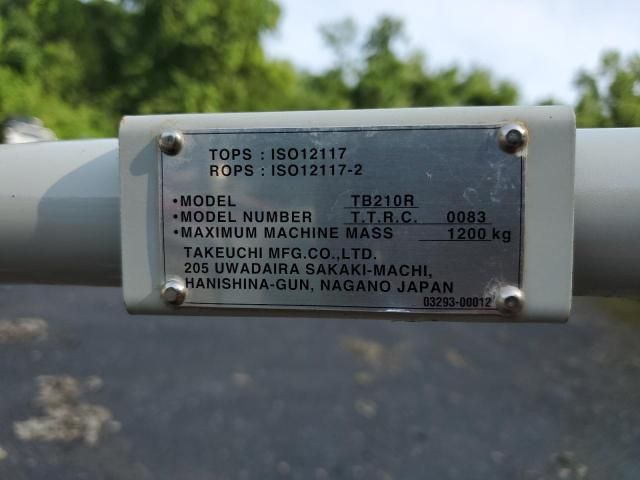 TOPS : ISO12117
ROPS : ISO12117-2
•MODEL TB210R
•MODEL NUMBER T.T.R.C. 0083
•MAXIMUM MACHINE MASS 1200 kg
TAKEUCHI MFG.CO.,LTD.
205 UWADAIRA SAKAKI-MACHI,
HANISHINA-GUN, NAGANO JAPAN
03293-00012